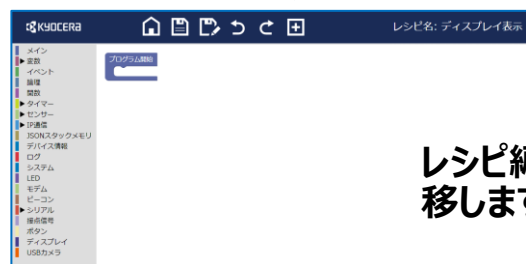 KYOCERA
レシピ名: ディスプレイ表示
メイン
変数
イベント
論理
関数
タイマー
センサー
IP通信
JSONスタックメモリ
デバイス情報
ログ
システム
LED
モデム
ビーコン
シリアル
接点信号
ボタン
ディスプレイ
USBカメラ
プログラム開始
レシピ編
移します